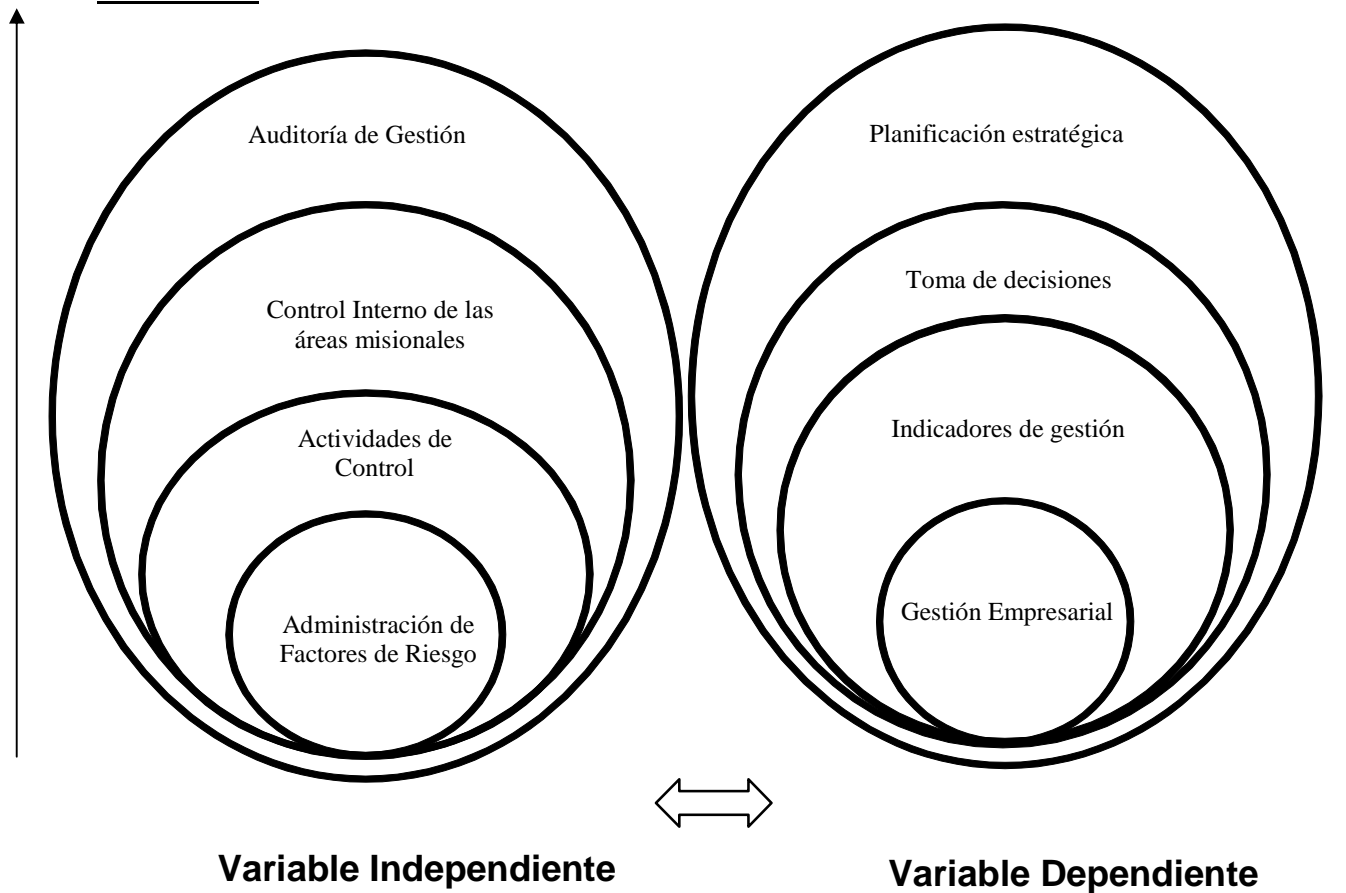 Auditoría de Gestión
Control Interno de las
áreas misionales
Actividades de
Control
Administración de
Factores de Riesgo
Planificación estratégica
Toma de decisiones
Indicadores de gestión
Gestión Empresarial
Variable Independiente
Variable Dependiente